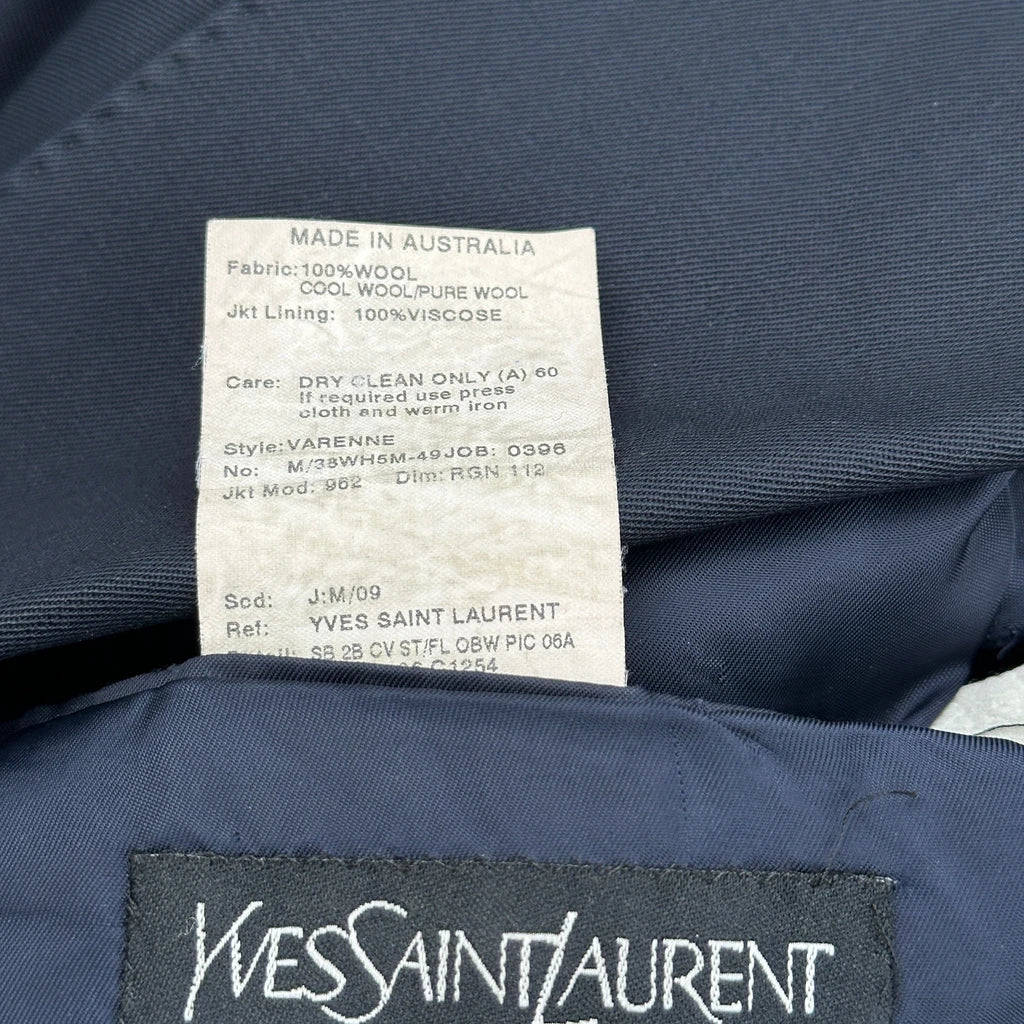 MADE IN AUSTRALIA
Fabric: 100%WOOL
COOL WOOL/PURE WOOL
Jkt Lining: 100%VISCOSE
Care: DRY CLEAN ONLY (A) 60
If required use press
cloth and warm iron
Style: VARENNE
No: M/38WH5M-49JOB: 0396
Jkt Mod: 962 Dim: RGN 112
Scd: J:M/09
Ref: YVES SAINT LAURENT
SB 2B CV ST/FL OBW PIC 06A
C1254
YVES SAINT LAURENT